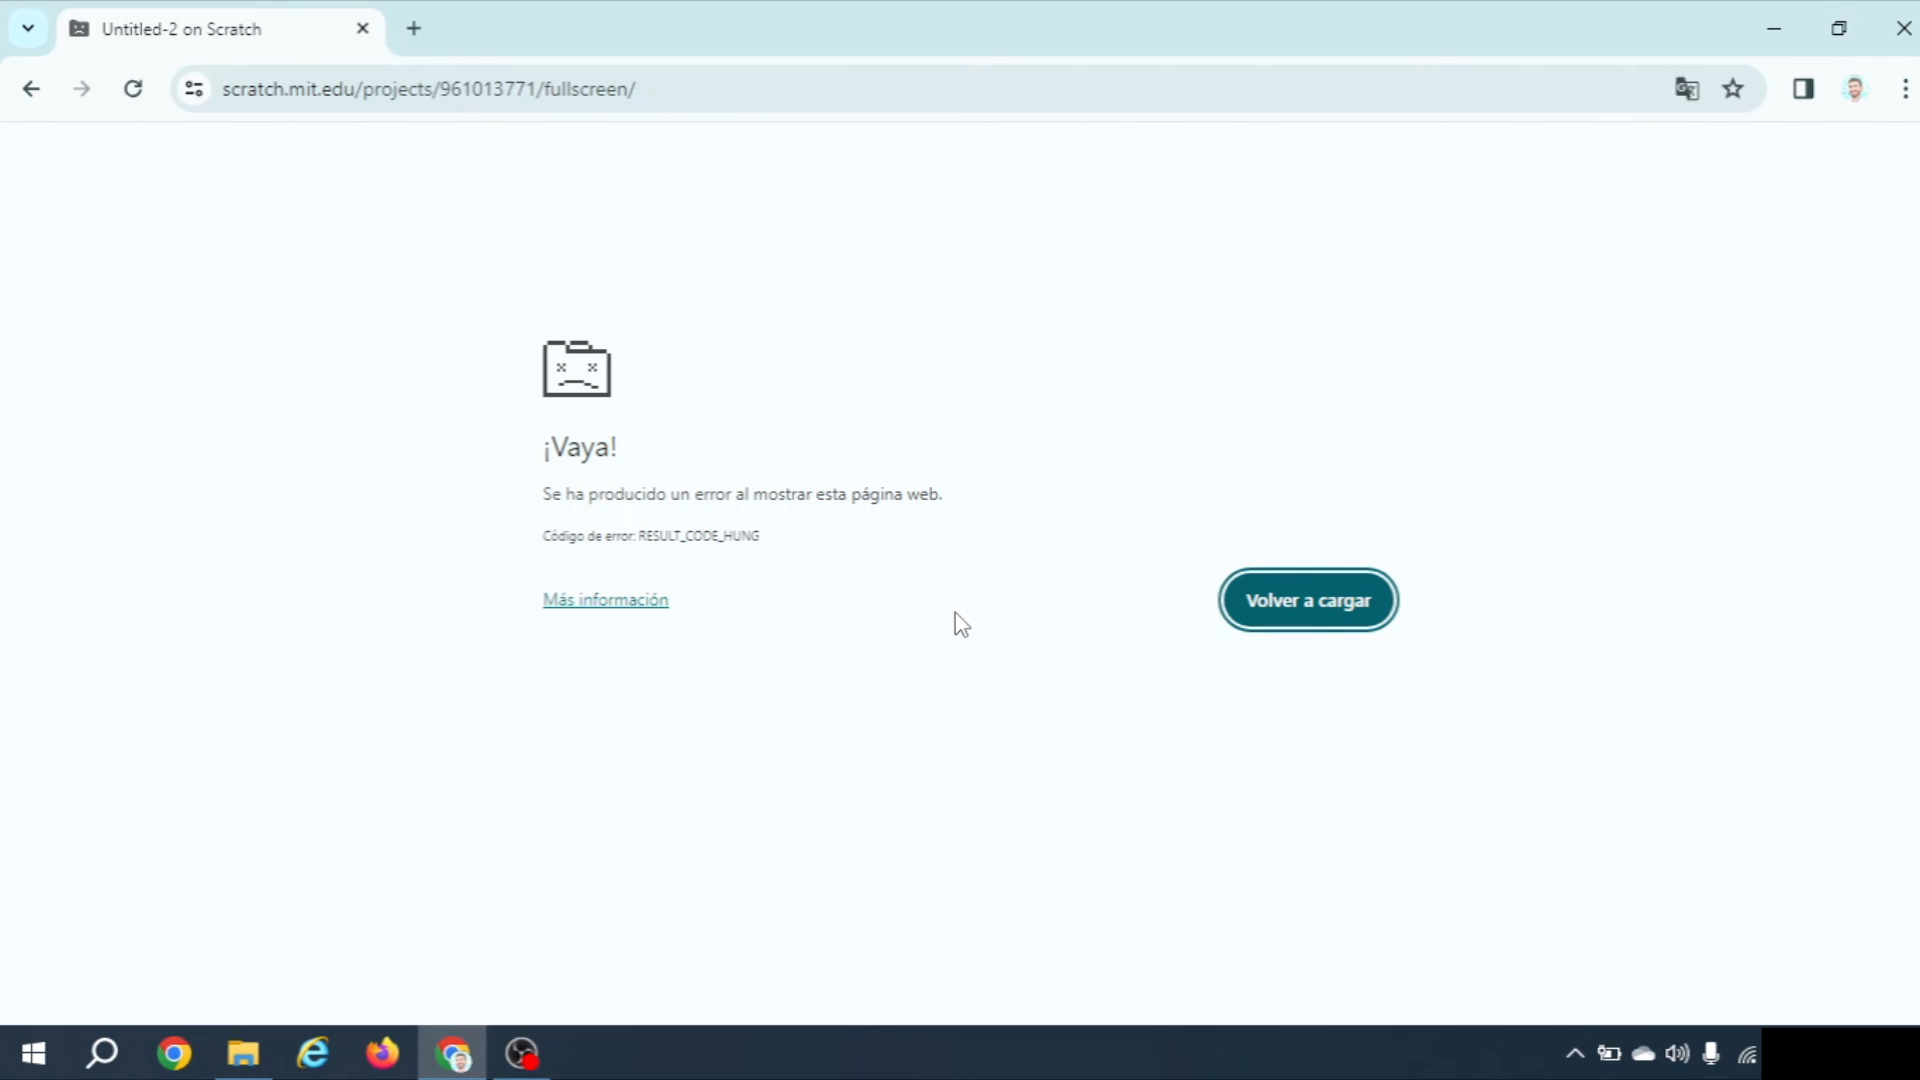 Untitled-2 on Scratch
scratch.mit.edu/projects/961013771/fullscreen/
¡Vaya!
Se ha producido un error al mostrar esta página web.
Código de error: RESULT_CODE_HUNG
Más información
Volver a cargar